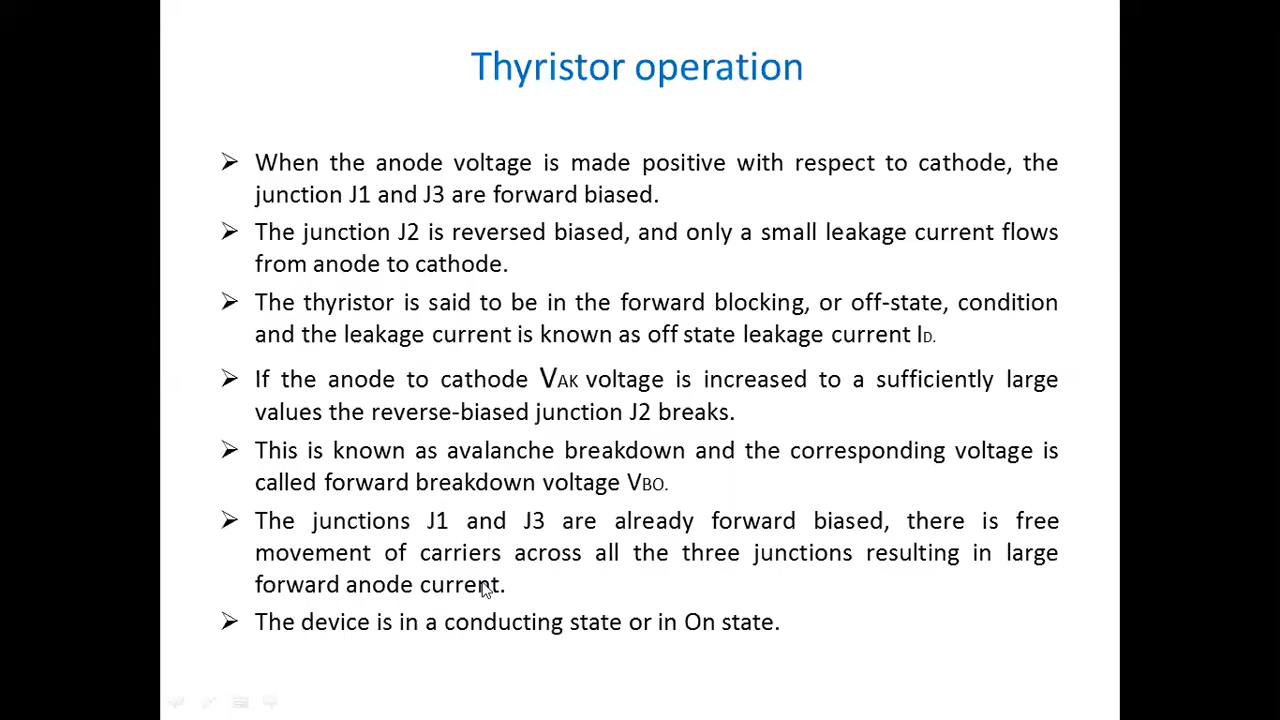 Thyristor operation
➢ When the anode voltage is made positive with respect to cathode, the
junction J1 and J3 are forward biased.
➢ The junction J2 is reversed biased, and only a small leakage current flows
from anode to cathode.
➢ The thyristor is said to be in the forward blocking, or off-state, condition
and the leakage current is known as off state leakage current ID.
➢ If the anode to cathode VAK voltage is increased to a sufficiently large
values the reverse-biased junction J2 breaks.
➢ This is known as avalanche breakdown and the corresponding voltage is
called forward breakdown voltage VBO.
➢ The junctions J1 and J3 are already forward biased, there is free
movement of carriers across all the three junctions resulting in large
forward anode current.
➢ The device is in a conducting state or in On state.